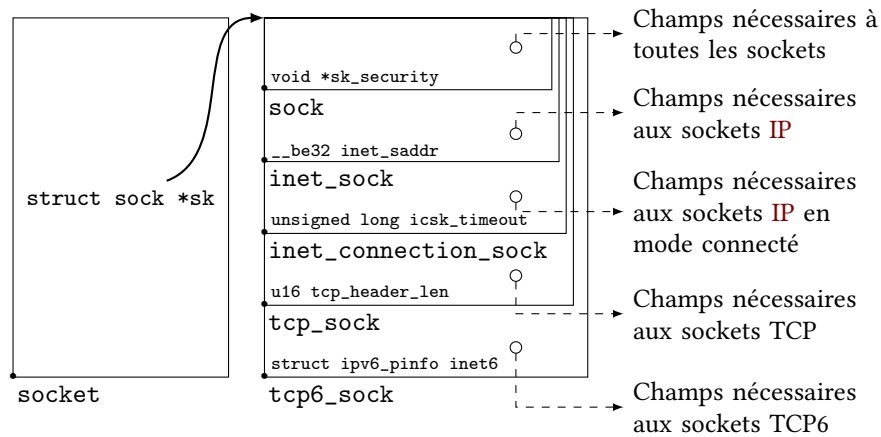 struct sock *sk
socket
void *sk_security
sock
__be32 inet_saddr
inet_sock
unsigned long icsk_timeout
inet_connection_sock
u16 tcp_header_len
tcp_sock
struct ipv6_pinfo inet6
tcp6_sock
Champs nécessaires à
toutes les sockets
Champs nécessaires
aux sockets IP
Champs nécessaires
aux sockets IP en
mode connecté
Champs nécessaires
aux sockets TCP
Champs nécessaires
aux sockets TCP6